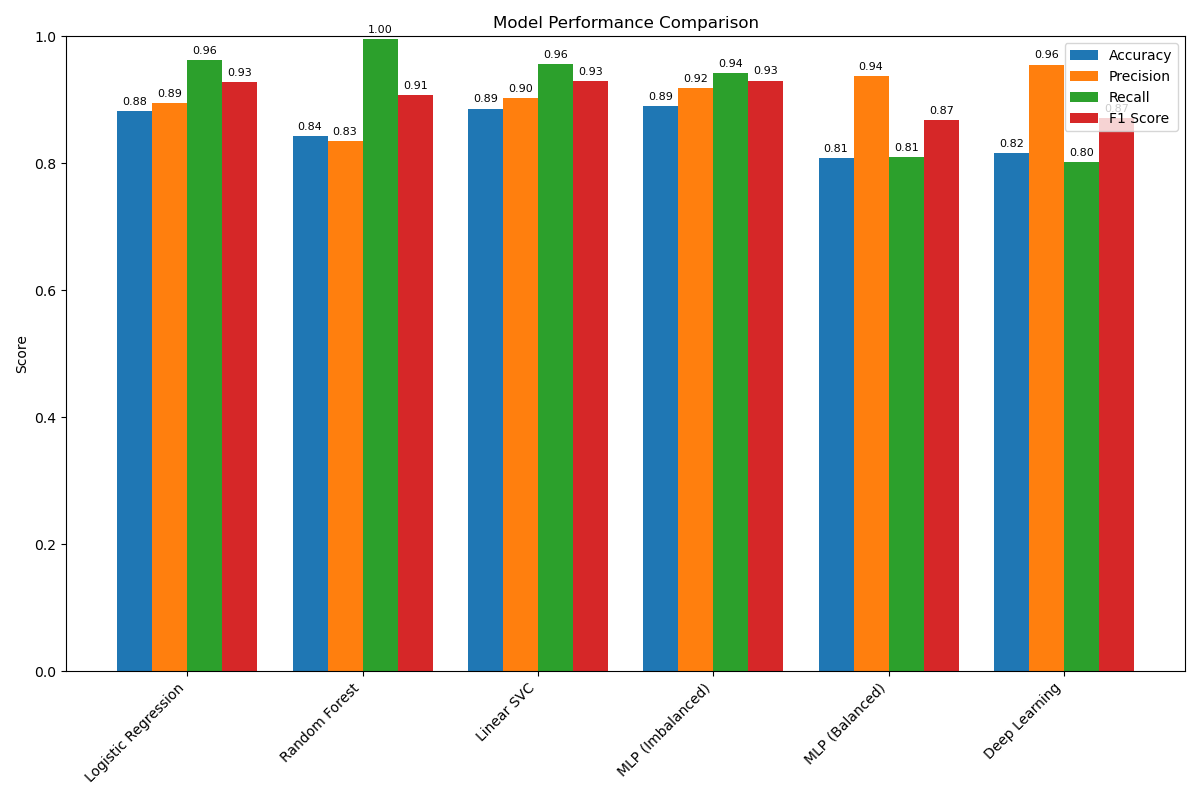 Model Performance Comparison
Score
1.0
0.8
0.6
0.4
0.2
0.0
0.88 0.89 0.96 0.93
0.84 0.83 1.00 0.91
0.89 0.90 0.96 0.93
0.89 0.92 0.94 0.93
0.81 0.94 0.81 0.87
0.82 0.96 0.80 0.87
Accuracy
Precision
Recall
F1 Score
Logistic Regression
Random Forest
Linear SVC
MLP (Imbalanced)
MLP (Balanced)
Deep Learning